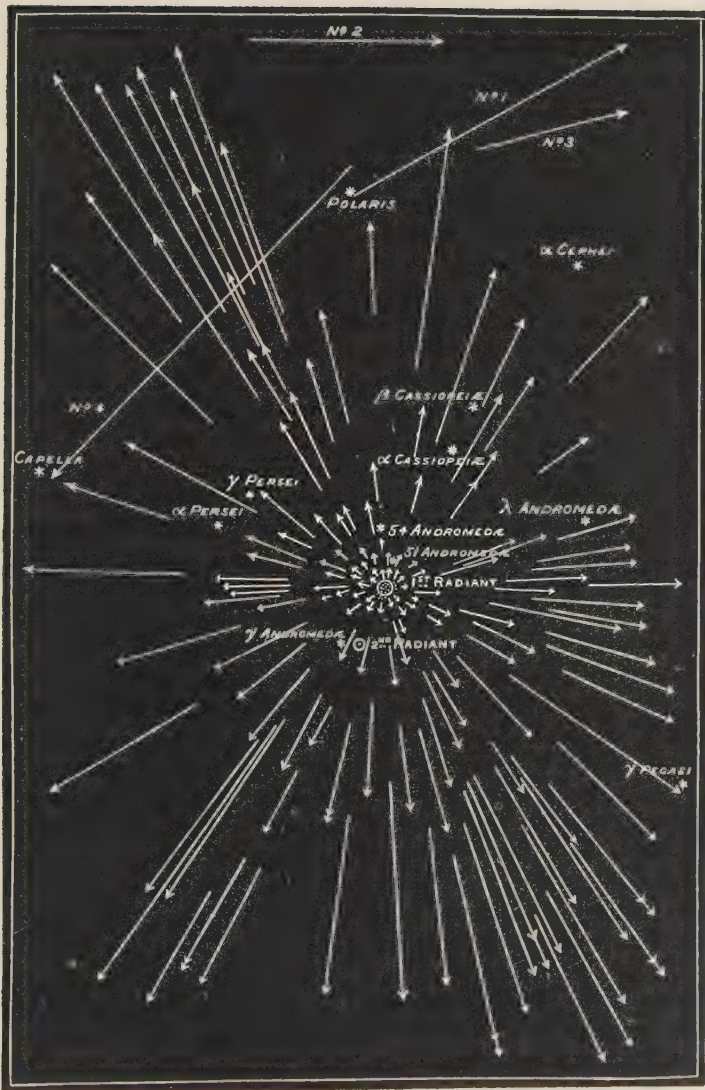 Nº 2
Nº 1
Nº 3
POLARIS
α CEPHEI
β CASSIOPEIÆ
Nº 4
CAPELLA
α CASSIOPEIÆ
γ PERSEI
α PERSEI
λ ANDROMEDÆ
54 ANDROMEDÆ
51 ANDROMEDÆ
1ST RADIANT
γ ANDROMEDÆ
2ND RADIANT
γ PEGASI